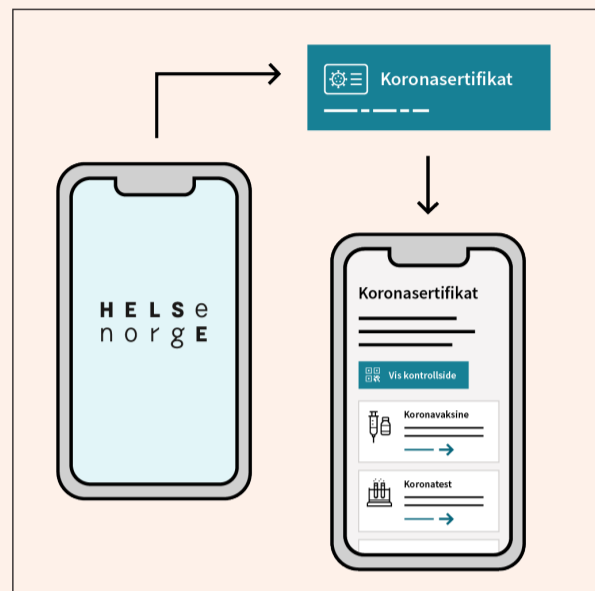 Koronasertifikat
HELSe
norgE
Koronasertifikat
Vis kontrollside
Koronavaksine
Koronatest